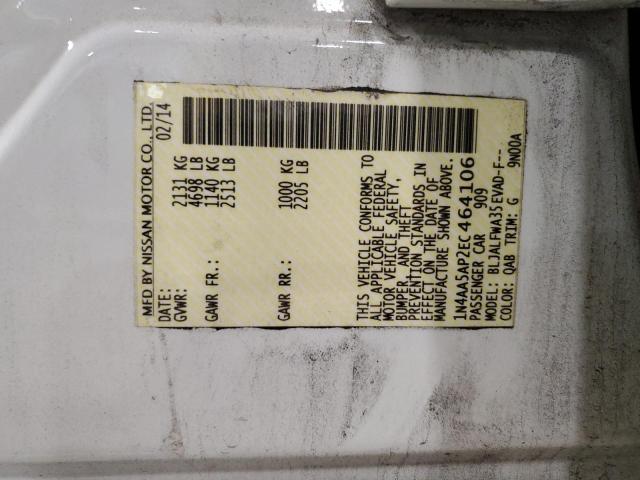 MFD BY NISSAN MOTOR CO., LTD.
DATE: 02/14
GVWR: 2131 KG
4698 LB
GAWR FR.: 1140 KG
2513 LB
GAWR RR.: 1000 KG
2205 LB
THIS VEHICLE CONFORMS TO
ALL APPLICABLE FEDERAL
MOTOR VEHICLE SAFETY,
BUMPER, AND THEFT
PREVENTION STANDARDS IN
EFFECT ON THE DATE OF
MANUFACTURE SHOWN ABOVE.
1N4AA5AP2EC464106
PASSENGER CAR 909
MODEL: BLJALFWA35EVAD-F--
COLOR: QAB TRIM: G 9N00A